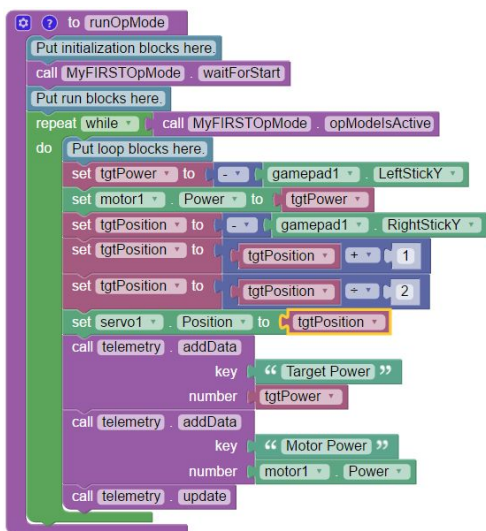 to runOpMode
Put initialization blocks here.
call MyFIRSTOpMode . waitForStart
Put run blocks here.
repeat while call MyFIRSTOpMode . opModeIsActive
do Put loop blocks here.
set tgtPower to - gamepad1 . LeftStickY
set motor1 . Power to tgtPower
set tgtPosition to - gamepad1 . RightStickY
set tgtPosition to tgtPosition + 1
set tgtPosition to tgtPosition ÷ 2
set servo1 . Position to tgtPosition
call telemetry . addData
key “ Target Power ”
number tgtPower
call telemetry . addData
key “ Motor Power ”
number motor1 . Power
call telemetry . update